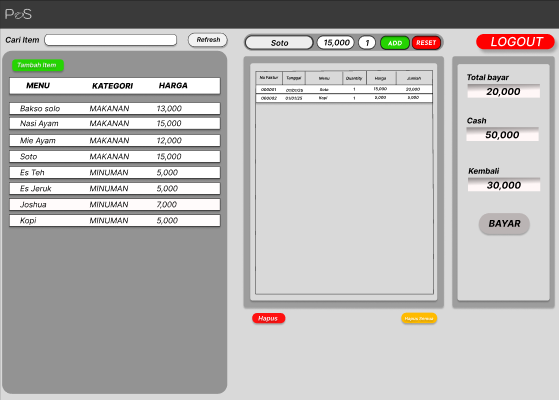 PoS
Cari Item
Refresh
Tambah Item
MENU KATEGORI HARGA
Bakso solo MAKANAN 13,000
Nasi Ayam MAKANAN 15,000
Mie Ayam MAKANAN 12,000
Soto MAKANAN 15,000
Es Teh MINUMAN 5,000
Es Jeruk MINUMAN 5,000
Joshua MINUMAN 7,000
Kopi MINUMAN 5,000
Soto 15,000 1 ADD RESET
No Faktur Tanggal Menu Quantity Harga Jumlah
000001 01/01/25 Soto 1 15,000 20,000
000002 01/01/25 Kopi 1 5,000 5,000
Hapus
Hapus Semua
LOGOUT
Total bayar
20,000
Cash
50,000
Kembali
30,000
BAYAR